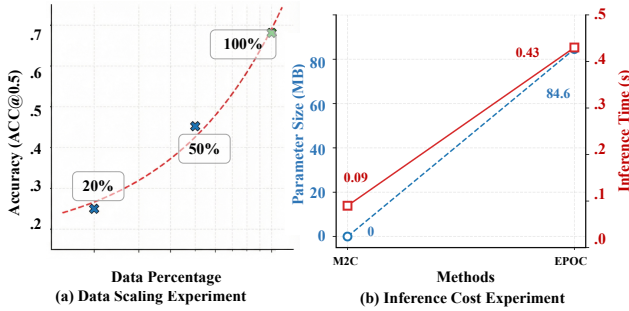 Accuracy (ACC@0.5)
.7
.6
.5
.4
.3
.2
100%
50%
20%
Data Percentage
(a) Data Scaling Experiment
Parameter Size (MB)
80
60
40
20
0
0.09
0
0.43
84.6
.5
.4
.3
.2
.1
.0
Inference Time (s)
M2C
EPOC
Methods
(b) Inference Cost Experiment